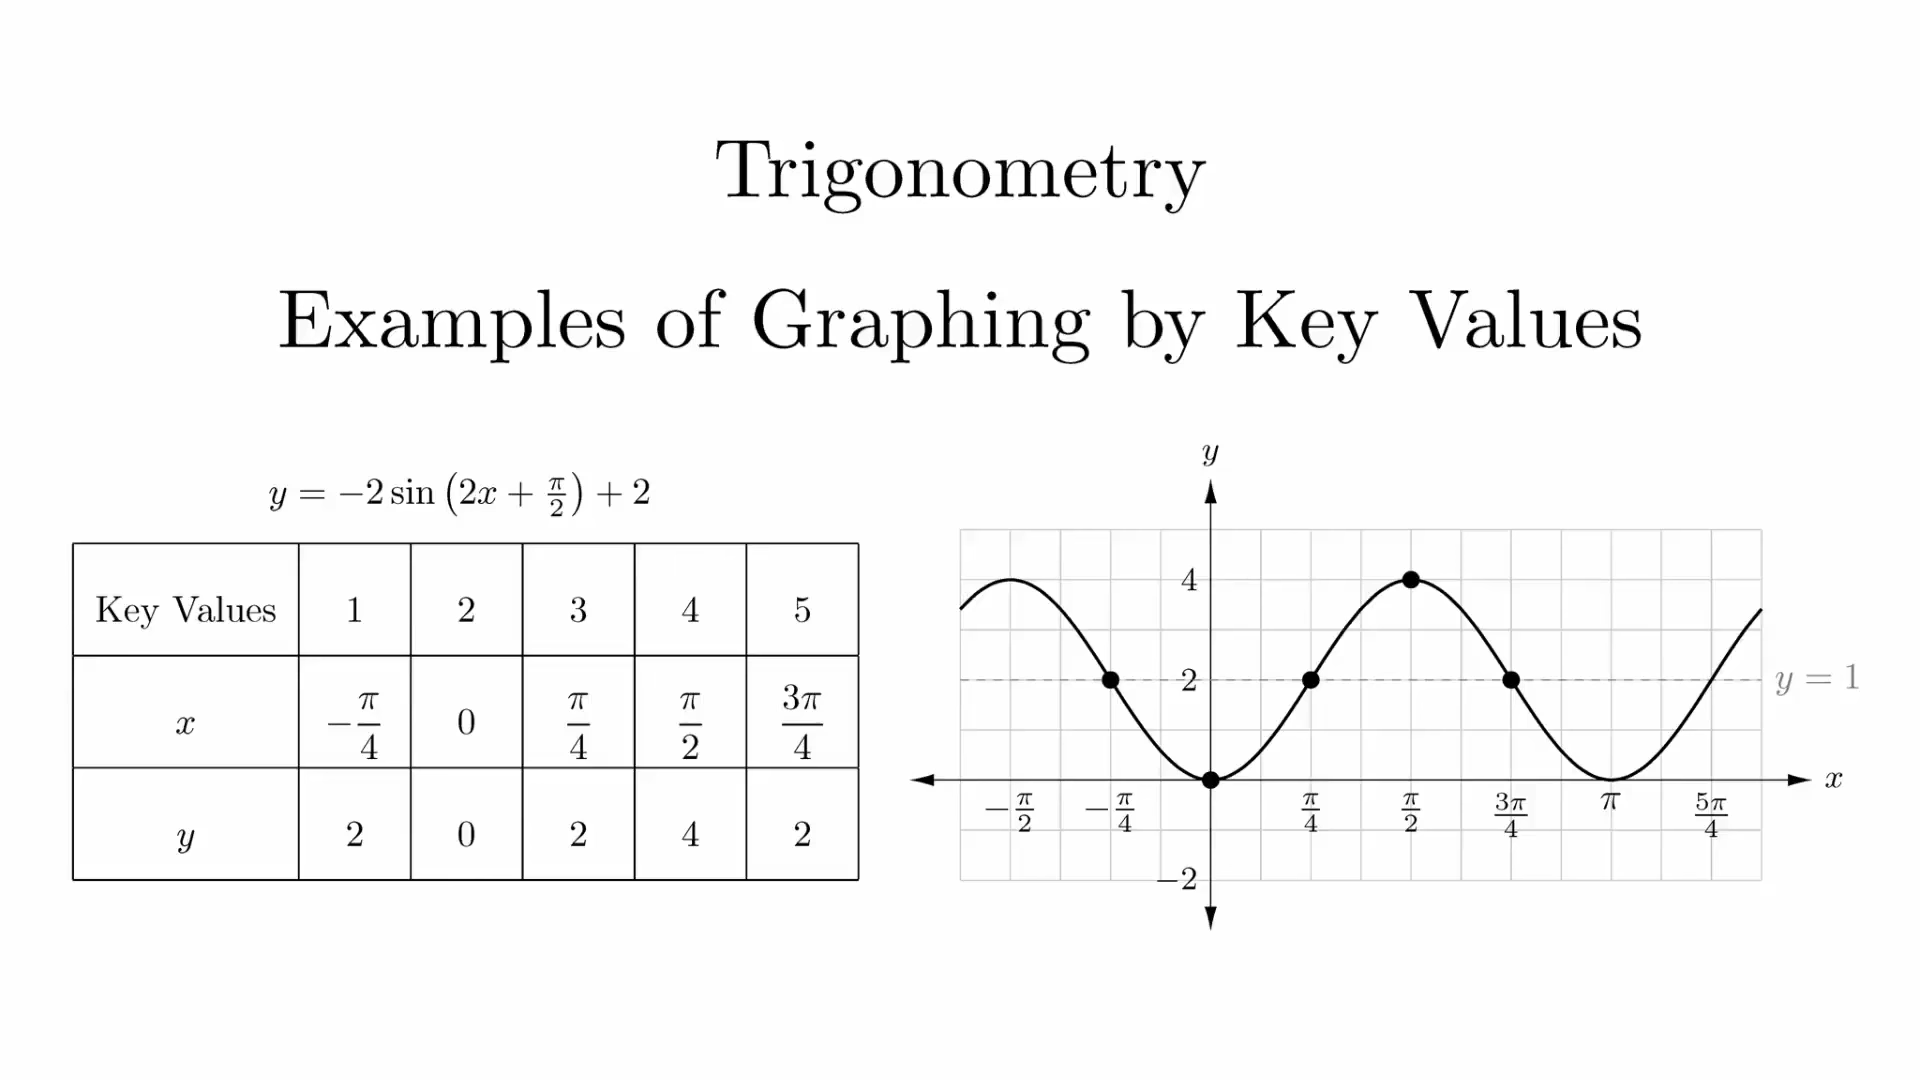 Trigonometry
Examples of Graphing by Key Values
y = −2 sin (2x + π/2) + 2
Key Values 1 2 3 4 5
x −π/4 0 π/4 π/2 3π/4
y 2 0 2 4 2
y
4
2
y = 1
x
−π/2 −π/4 π/4 π/2 3π/4 π 5π/4
−2